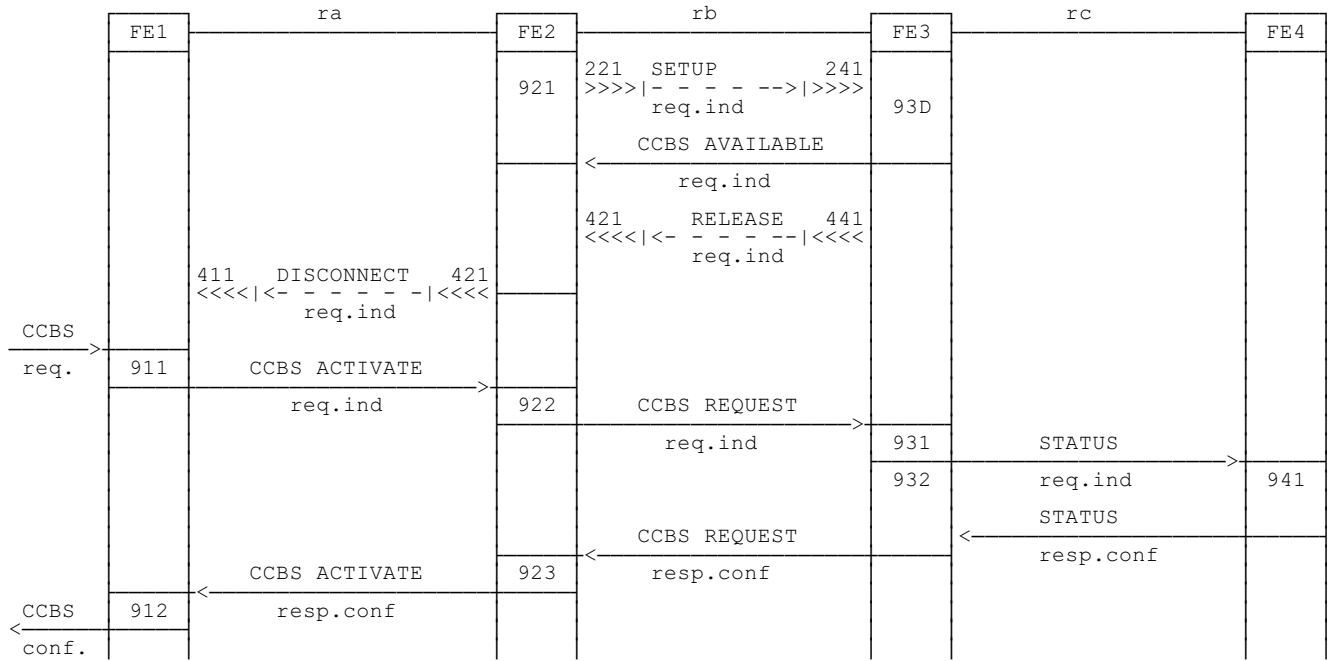 ra rb rc
FE1 FE2 FE3 FE4
221 SETUP 241
921 >>>>|- - - - -->|>>>>
req.ind 93D
CCBS AVAILABLE
req.ind
421 RELEASE 441
<<<<|<- - - - --|<<<<
req.ind
411 DISCONNECT 421
<<<<|<- - - - - -|<<<<
req.ind
CCBS
req. 911 CCBS ACTIVATE
req.ind 922 CCBS REQUEST
req.ind 931 STATUS
932 req.ind 941
STATUS
CCBS REQUEST
resp.conf
CCBS ACTIVATE 923 resp.conf
CCBS 912 resp.conf
conf.